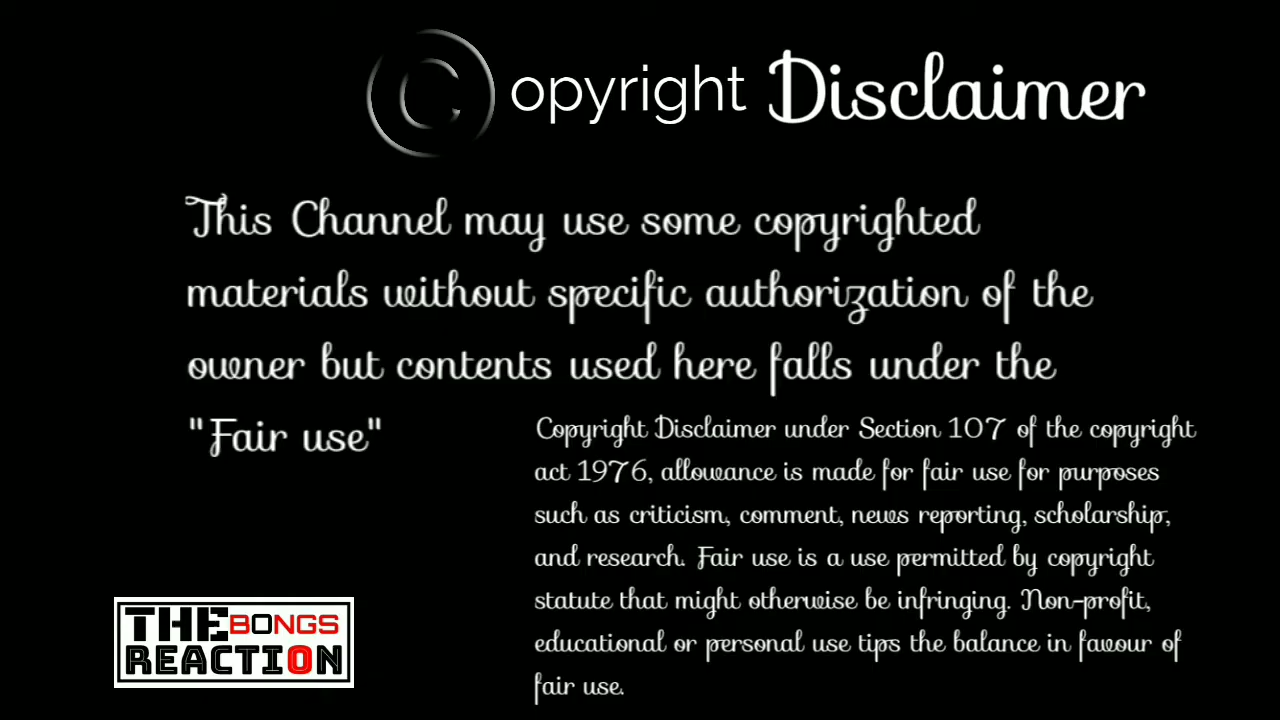 ©opyright Disclaimer
This Channel may use some copyrighted
materials without specific authorization of the
owner but contents used here falls under the
"Fair use"
Copyright Disclaimer under Section 107 of the copyright
act 1976, allowance is made for fair use for purposes
such as criticism, comment, news reporting, scholarship,
and research. Fair use is a use permitted by copyright
statute that might otherwise be infringing. Non-profit,
educational or personal use tips the balance in favour of
fair use.
THE BONGS
REACTION